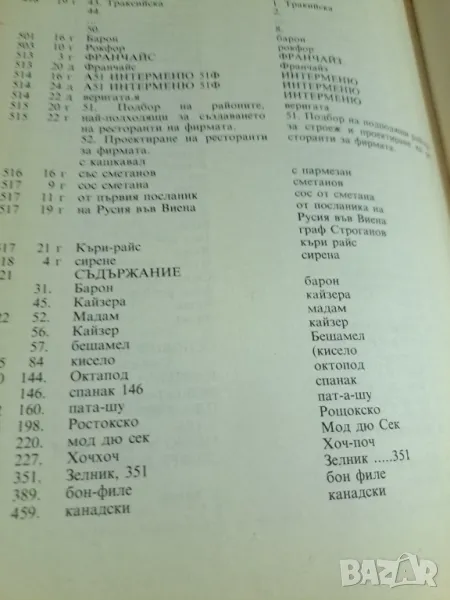 43. Тракийска 1. Тракийска
44. 2.
...
50. 8.
501 16 г Барон барон
503 10 г Рокфор рокфор
513 3 г ФРАНЧАЙС ФРАНЧАЙЗ
20 д Франчайс Франчайз
514 16 г А51 ИНТЕРМЕНЮ 51Ф ИНТЕРМЕНЮ
514 24 д А51 ИНТЕРМЕНЮ 51Ф ИНТЕРМЕНЮ
514 22 д веригата.я ИНТЕРМЕНЮ
515 20 г 51. Подбор на районите, веригата
515 22 г най-подходящи за създаването 51. Подбор на подходящи
на ресторанти на фирмата. за строеж и проектиране на
52. Проектиране на ресторанти сторанти за фирмата.
за фирмата.
с кашкавал с пармезан
516 16 г със сметанов сметанов
517 9 г сос сметана сос от сметана
517 11 г от първия посланик от посланика на
517 19 г на Русия във Виена Русия във Виена
граф Строганов
517 21 г Къри-райс къри райс
518 4 г сирене сирена
21 СЪДЪРЖАНИЕ
31. Барон барон
45. Кайзера кайзера
22 52. Мадам мадам
56. Кайзер кайзер
57. бешамел Бешамел
84 кисело (кисело
144. Октапод октопод
146. спанак 146 спанак
160. пата-шу пат-а-шу
198. Ростокско Рощокско
220. мод дю сек Мод дю Сек
227. Хочхоч Хоч-поч
351. Зелник, 351 Зелник .....351
389. бон-филе бон филе
459. канадски канадски
bazar.bg